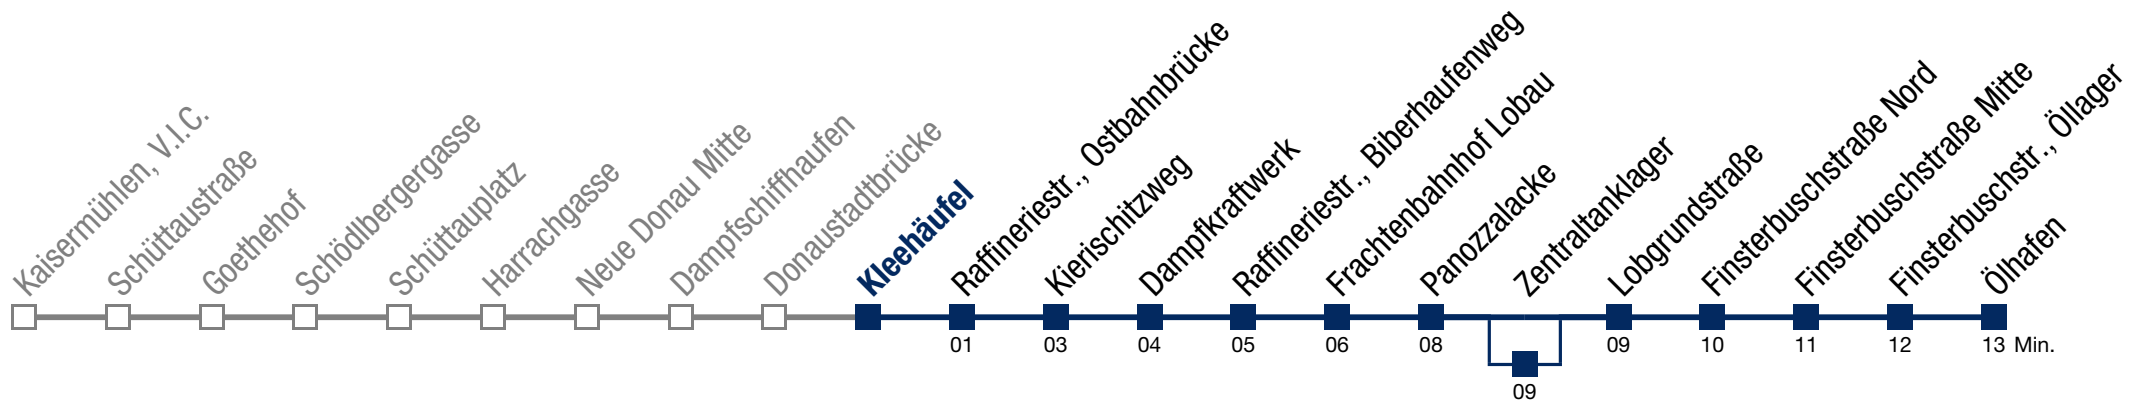 Kaisermühlen, V.I.C.
Schüttaustraße
Goethehof
Schödlbergergasse
Schüttauplatz
Harrachgasse
Neue Donau Mitte
Dampfschiffhaufen
Donaustadtbrücke
Kleehäufel
Raffineriestr., Ostbahnbrücke
Kierischitzweg
Dampfkraftwerk
Raffineriestr., Biberhaufenweg
Frachtenbahnhof Lobau
Panozzalacke
Zentraltanklager
Lobgrundstraße
Finsterbuschstraße Nord
Finsterbuschstraße Mitte
Finsterbuschstr., Öllager
Ölhafen
01 03 04 05 06 08 09 10 11 12 13 Min.
09